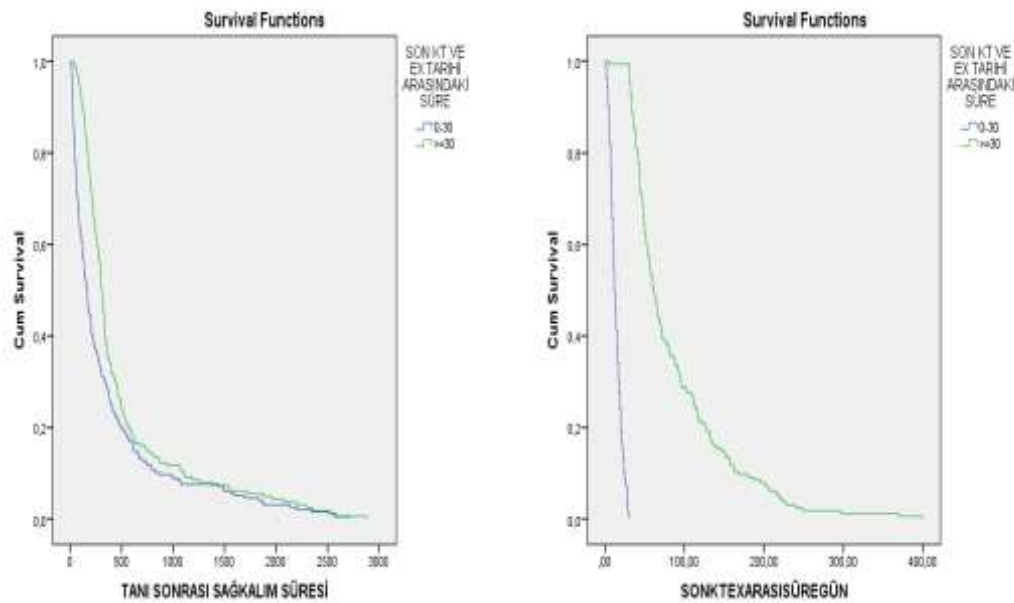 Survival Functions
SON KT VE
EX TARİHİ
ARASINDAKİ
SÜRE
0-30
>=30
Cum Survival
1,0
0,8
0,6
0,4
0,2
0,0
0
500
1000
1500
2000
2500
3000
TANI SONRASI SAĞKALIM SÜRESİ
Survival Functions
SON KT VE
EX TARİHİ
ARASINDAKİ
SÜRE
0-30
>=30
Cum Survival
1,0
0,8
0,6
0,4
0,2
0,0
,00
100,00
200,00
300,00
400,00
SONKTEXARASISÜREGÜN